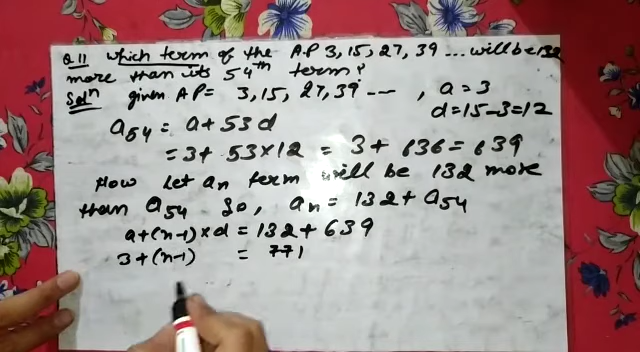 Q11 which term of the A.P 3,15,27,39 ... will be 132
more than its 54th term?
Solⁿ given AP = 3,15,27,39 ---- , a = 3
d = 15-3 = 12
a54 = a + 53d
= 3 + 53×12 = 3 + 636 = 639
Now Let an term will be 132 more
than a54 So, an = 132 + a54
a + (n-1) × d = 132 + 639
3 + (n-1) = 771